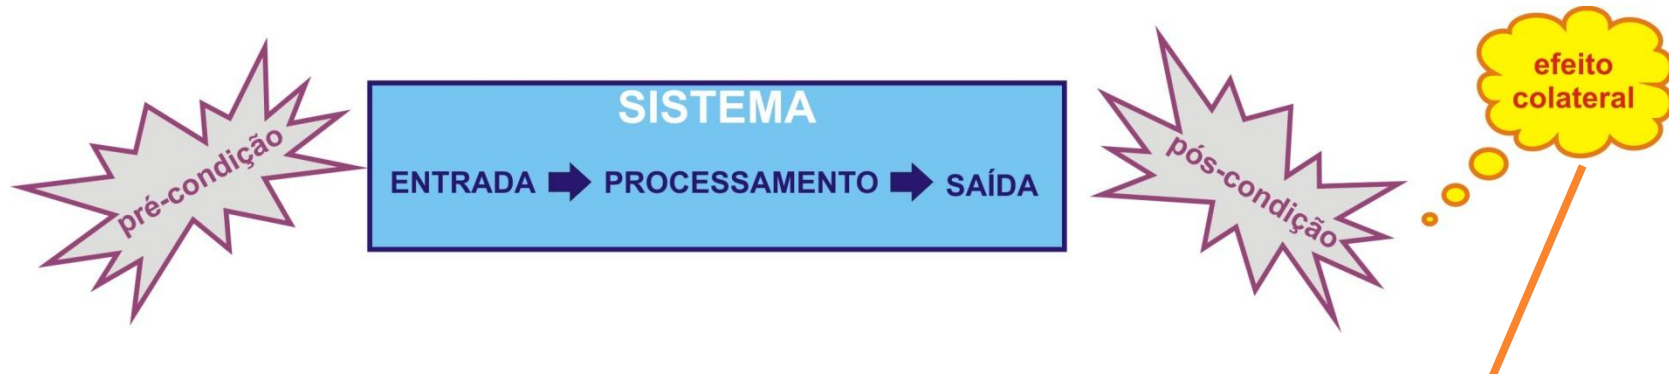 pré-condição
SISTEMA
ENTRADA PROCESSAMENTO SAÍDA
pós-condição
efeito
colateral